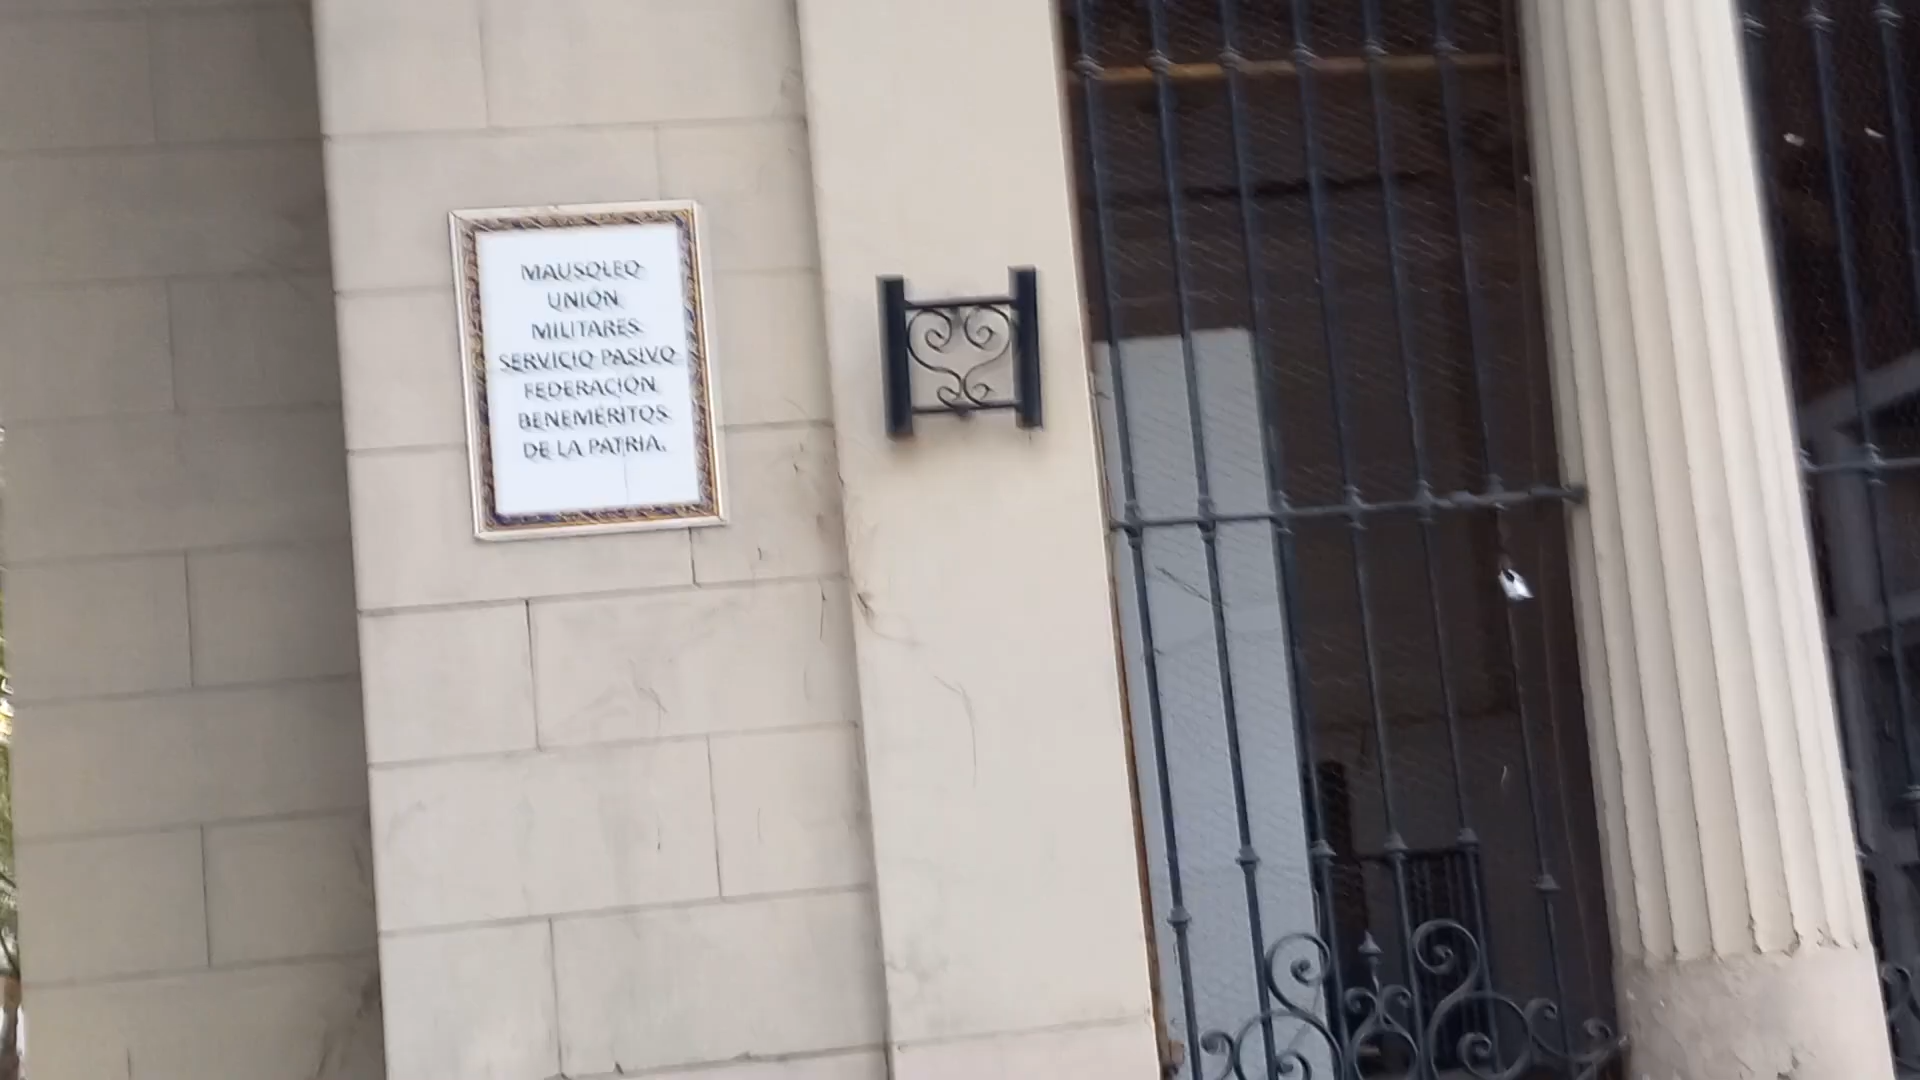 MAUSOLEO
UNIÓN
MILITARES
SERVICIO PASIVO
FEDERACIÓN
BENEMÉRITOS
DE LA PATRIA.